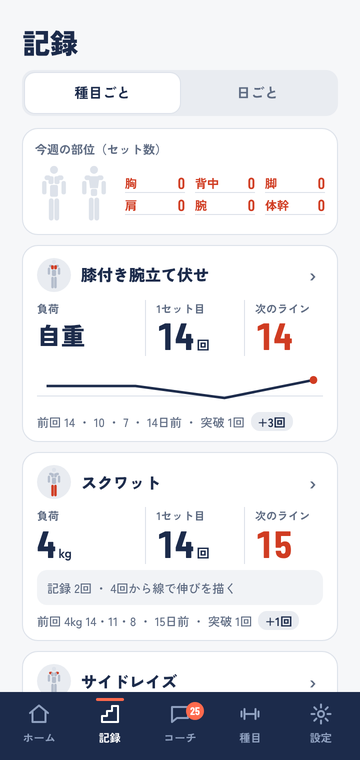 記録
種目ごと 日ごと
今週の部位（セット数）
胸 0 背中 0 脚 0
肩 0 腕 0 体幹 0
膝付き腕立て伏せ ›
負荷 1セット目 次のライン
自重 14回 14
前回 14 ・ 10 ・ 7 ・ 14日前 ・ 突破 1回 +3回
スクワット ›
負荷 1セット目 次のライン
4kg 14回 15
記録 2回 ・ 4回から線で伸びを描く
前回 4kg 14・11・8 ・ 15日前 ・ 突破 1回 +1回
サイドレイズ ›
25
ホーム 記録 コーチ 種目 設定